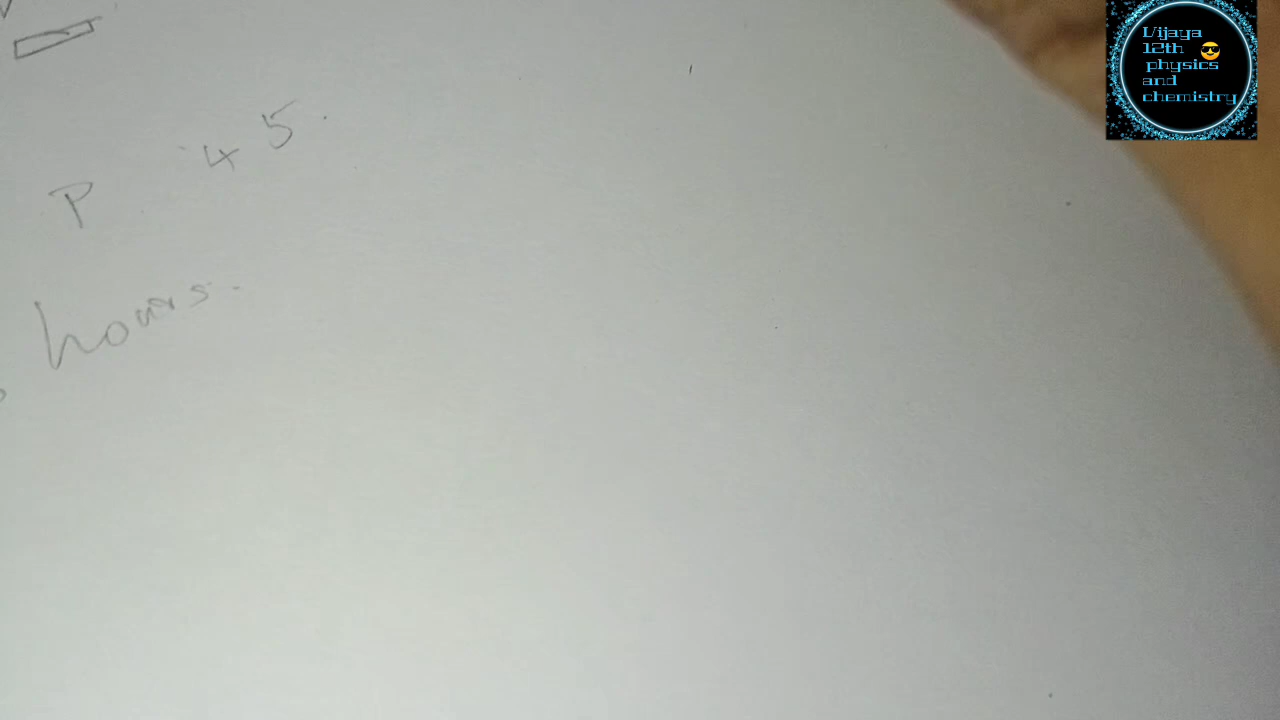 P 45.
hours.
Vijaya
12th 😎
physics
and
chemistry